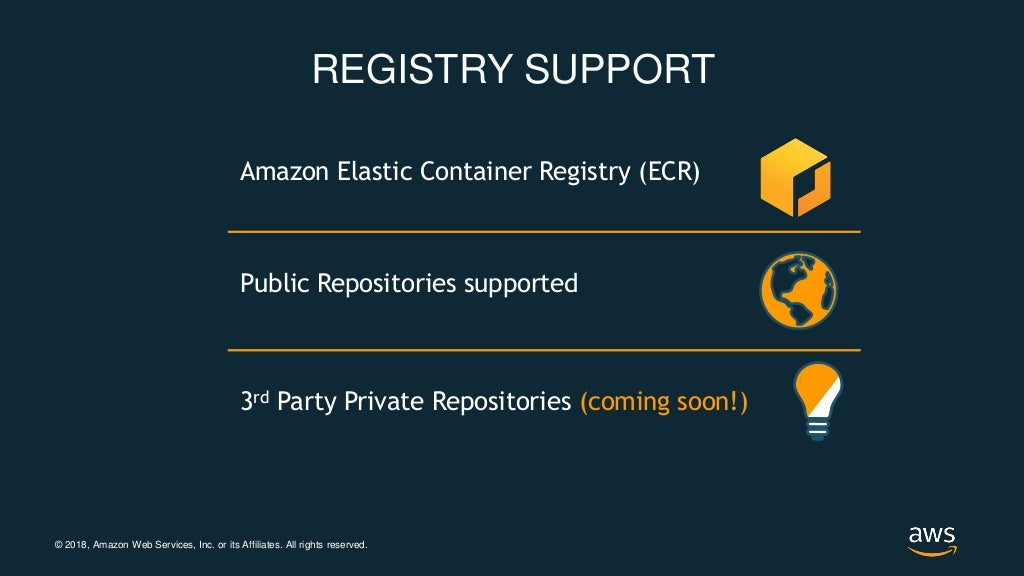 REGISTRY SUPPORT
Amazon Elastic Container Registry (ECR)
Public Repositories supported
3rd Party Private Repositories (coming soon!)
© 2018, Amazon Web Services, Inc. or its Affiliates. All rights reserved.
aws